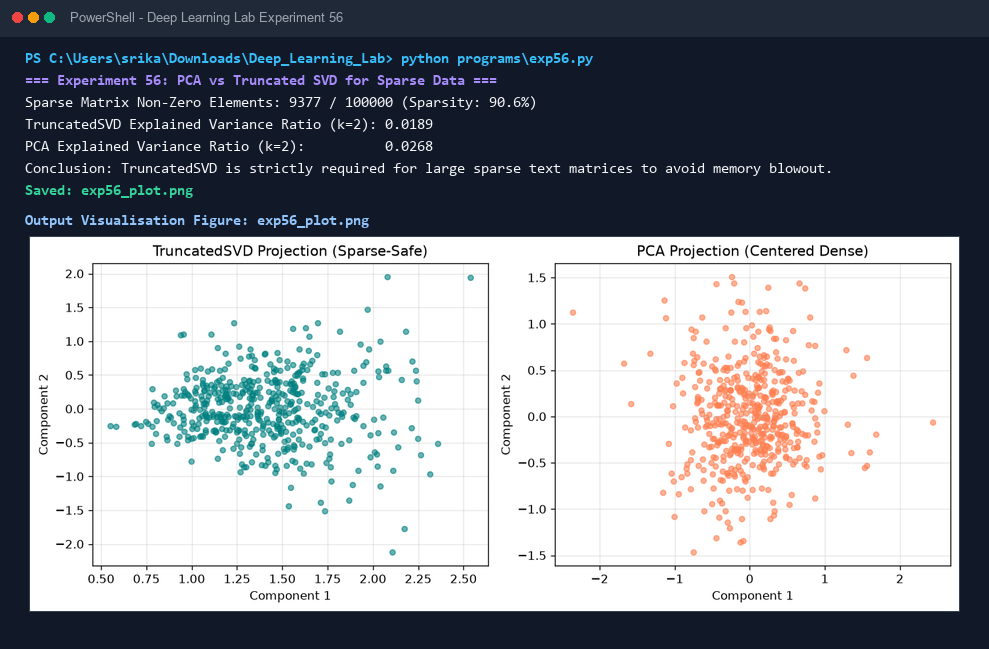 PowerShell - Deep Learning Lab Experiment 56
PS C:\Users\srika\Downloads\Deep_Learning_Lab> python programs\exp56.py
=== Experiment 56: PCA vs Truncated SVD for Sparse Data ===
Sparse Matrix Non-Zero Elements: 9377 / 100000 (Sparsity: 90.6%)
TruncatedSVD Explained Variance Ratio (k=2): 0.0189
PCA Explained Variance Ratio (k=2):          0.0268
Conclusion: TruncatedSVD is strictly required for large sparse text matrices to avoid memory blowout.
Saved: exp56_plot.png
Output Visualisation Figure: exp56_plot.png
TruncatedSVD Projection (Sparse-Safe)
2.0
1.5
1.0
0.5
0.0
−0.5
−1.0
−1.5
−2.0
Component 2
0.50 0.75 1.00 1.25 1.50 1.75 2.00 2.25 2.50
Component 1
PCA Projection (Centered Dense)
1.5
1.0
0.5
0.0
−0.5
−1.0
−1.5
Component 2
−2 −1 0 1 2
Component 1